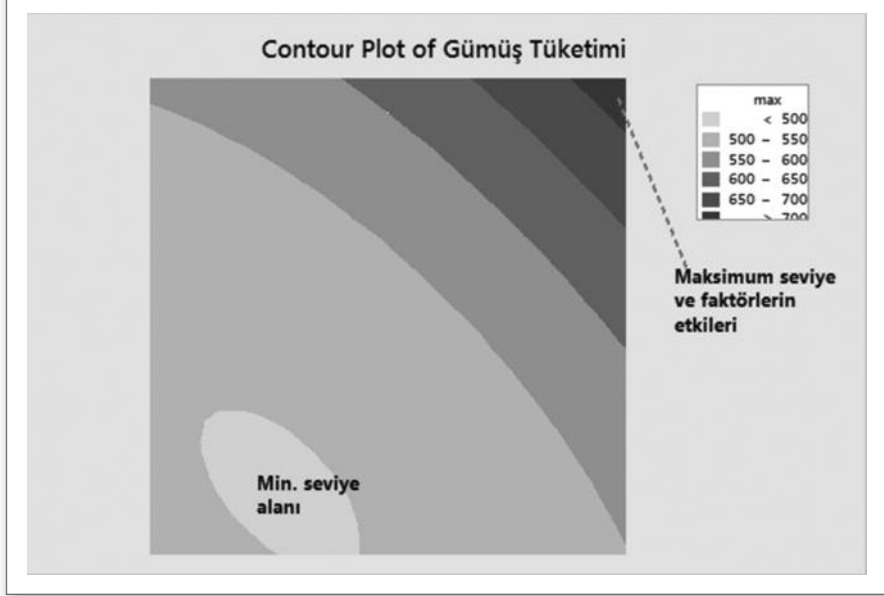 Contour Plot of Gümüş Tüketimi
max
< 500
500 – 550
550 – 600
600 – 650
650 – 700
> 700
Maksimum seviye
ve faktörlerin
etkileri
Min. seviye
alanı